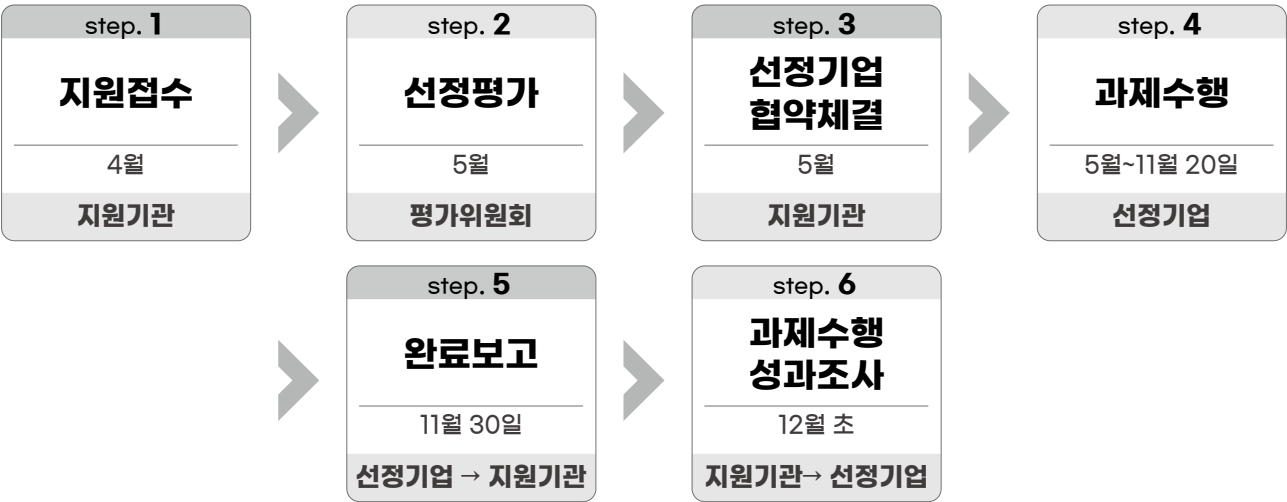 step. 1
지원접수
4월
지원기관
step. 2
선정평가
5월
평가위원회
step. 3
선정기업
협약체결
5월
지원기관
step. 4
과제수행
5월~11월 20일
선정기업
step. 5
완료보고
11월 30일
선정기업 → 지원기관
step. 6
과제수행
성과조사
12월 초
지원기관→ 선정기업